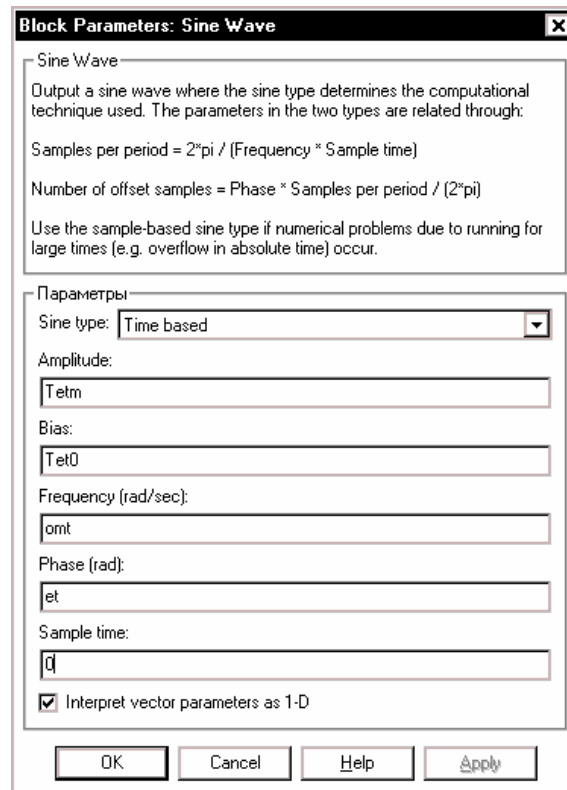 Block Parameters: Sine Wave
Sine Wave
Output a sine wave where the sine type determines the computational
technique used. The parameters in the two types are related through:
Samples per period = 2*pi / (Frequency * Sample time)
Number of offset samples = Phase * Samples per period / (2*pi)
Use the sample-based sine type if numerical problems due to running for
large times (e.g. overflow in absolute time) occur.
Параметры
Sine type: Time based
Amplitude:
Tetm
Bias:
Tet0
Frequency (rad/sec):
omt
Phase (rad):
et
Sample time:
0
Interpret vector parameters as 1-D
OK Cancel Help Apply